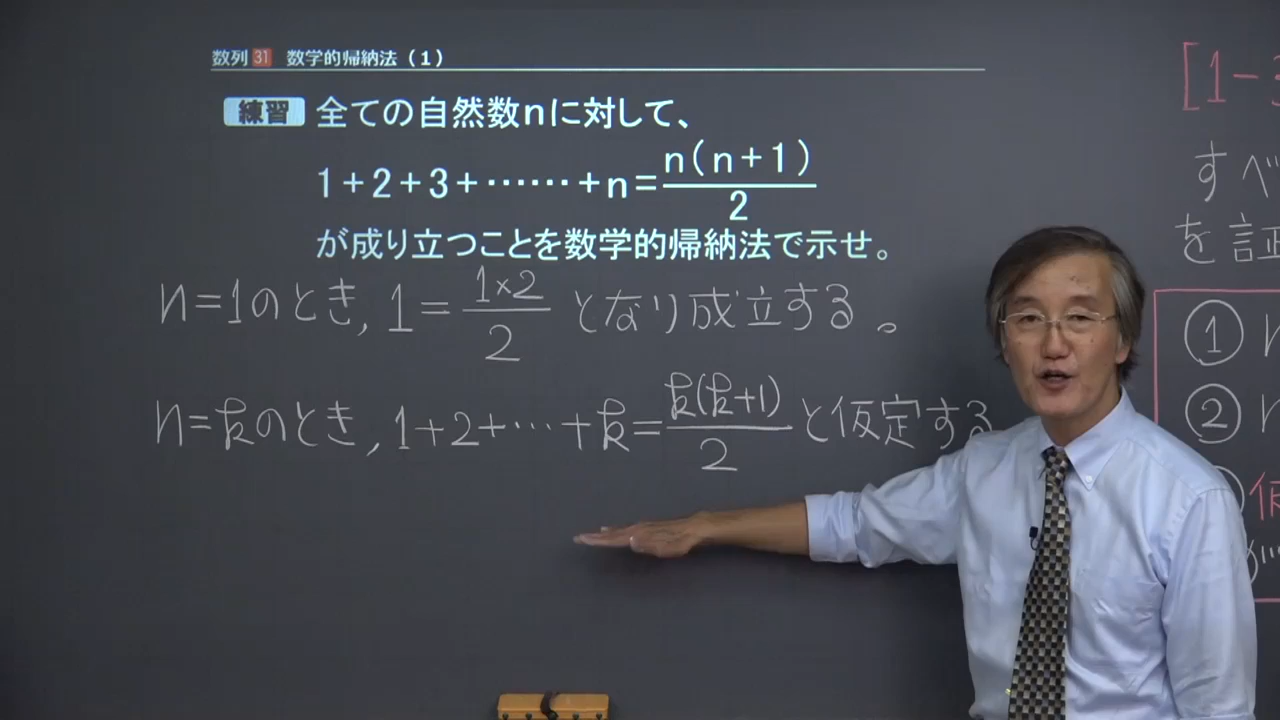 数列 31 数学的帰納法（1）
練習 全ての自然数nに対して、
1+2+3+……+n=n(n+1)/2
が成り立つことを数学的帰納法で示せ。
n=1のとき, 1=1×2/2 となり成立する。
n=kのとき, 1+2+…+k=k(k+1)/2 と仮定する
[1-3
すべ
を証
① n
② n
仮
が